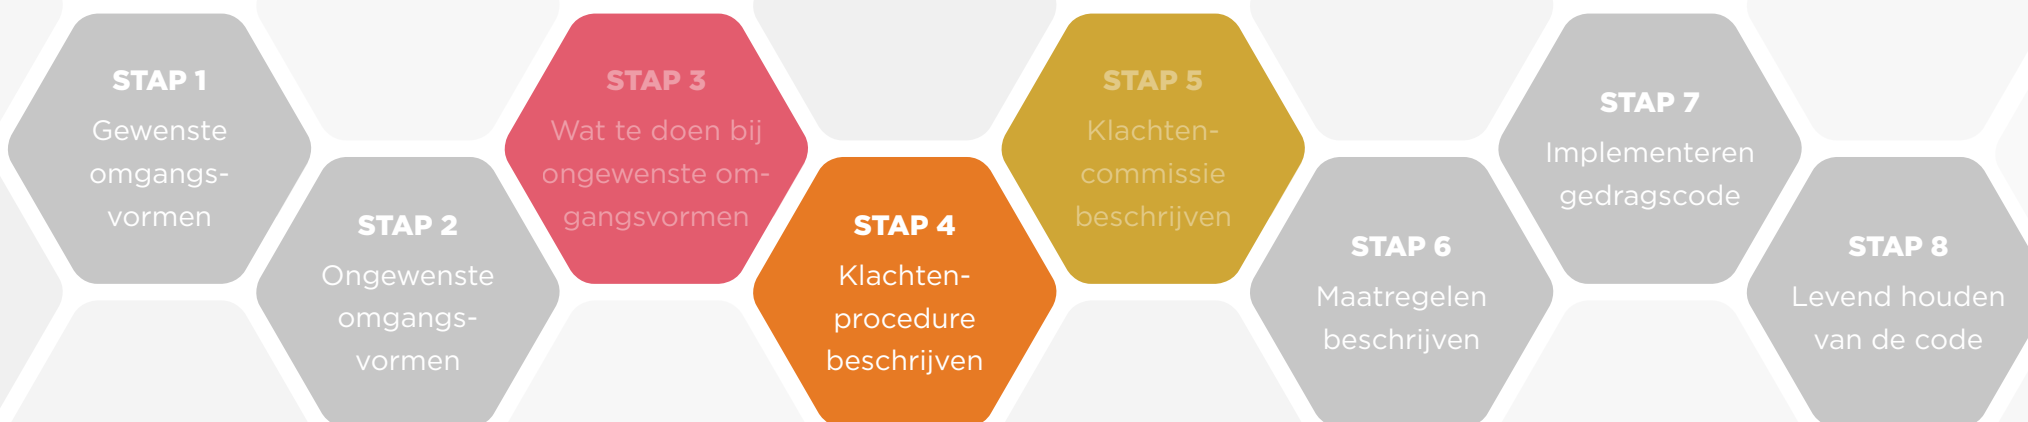 STAP 1
Gewenste
omgangs-
vormen
STAP 2
Ongewenste
omgangs-
vormen
STAP 3
Wat te doen bij
ongewenste om-
gangsvormen
STAP 4
Klachten-
procedure
beschrijven
STAP 5
Klachten-
commissie
beschrijven
STAP 6
Maatregelen
beschrijven
STAP 7
Implementeren
gedragscode
STAP 8
Levend houden
van de code